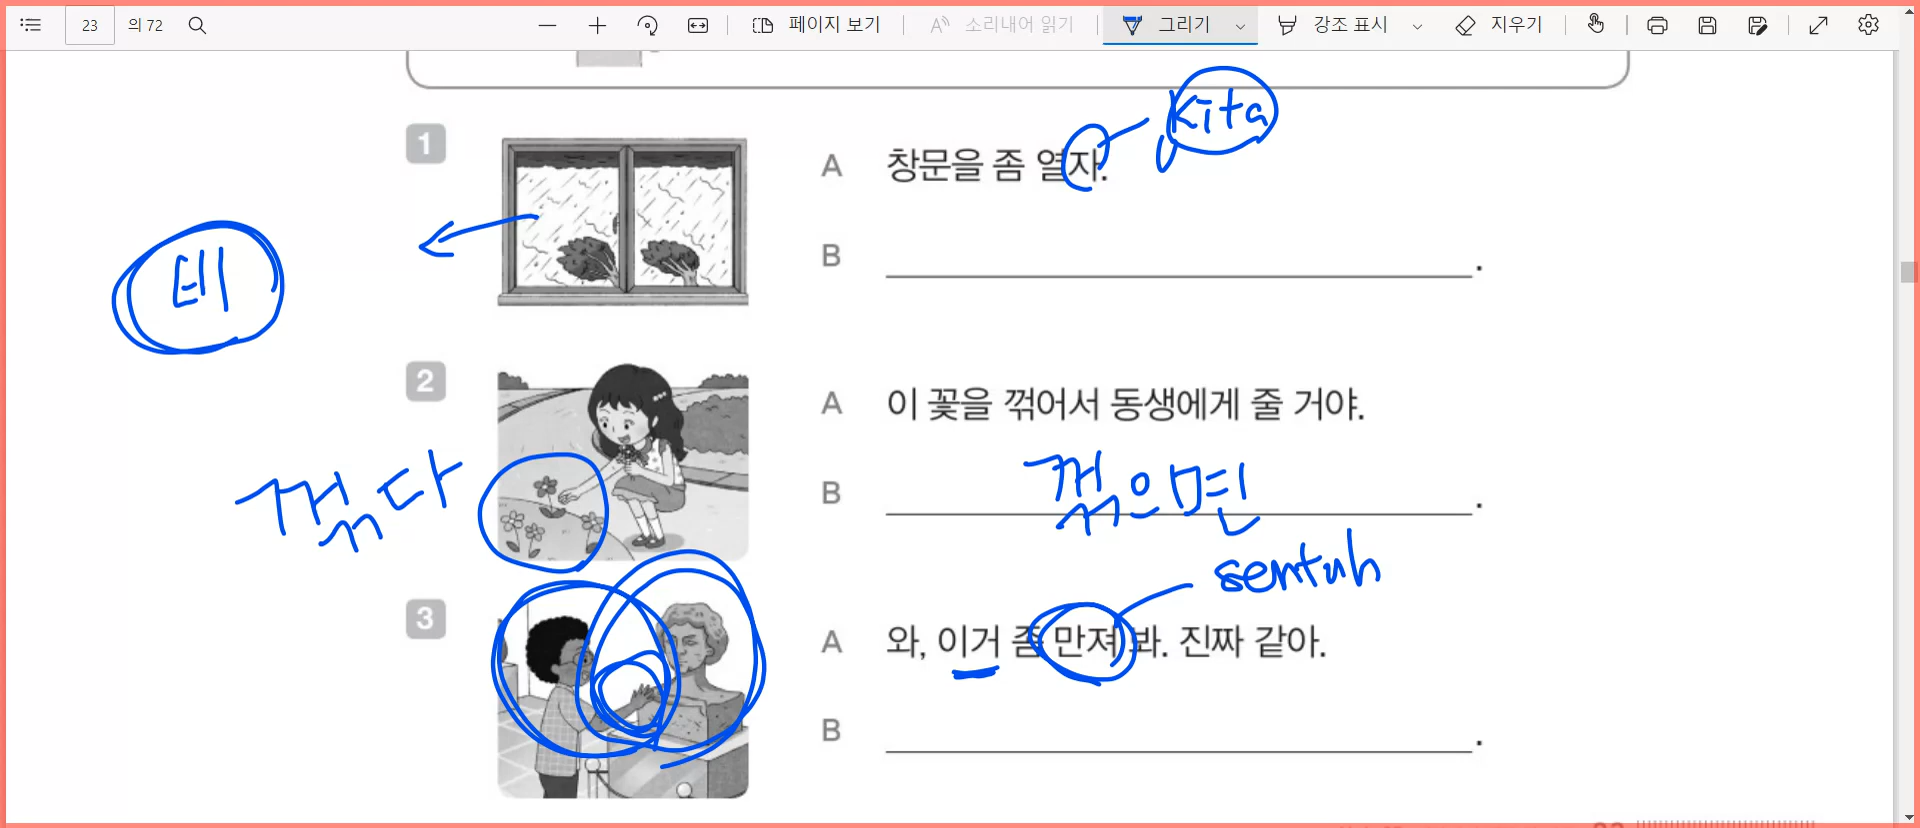 23 의 72 페이지 보기 소리내어 읽기 그리기 강조 표시 지우기
kita
1
A 창문을 좀 열자.
B .
테
2
A 이 꽃을 꺾어서 동생에게 줄 거야.
꺾다
B 꺾으면 .
sentuh
3
A 와, 이거 좀 만져 봐. 진짜 같아.
B .